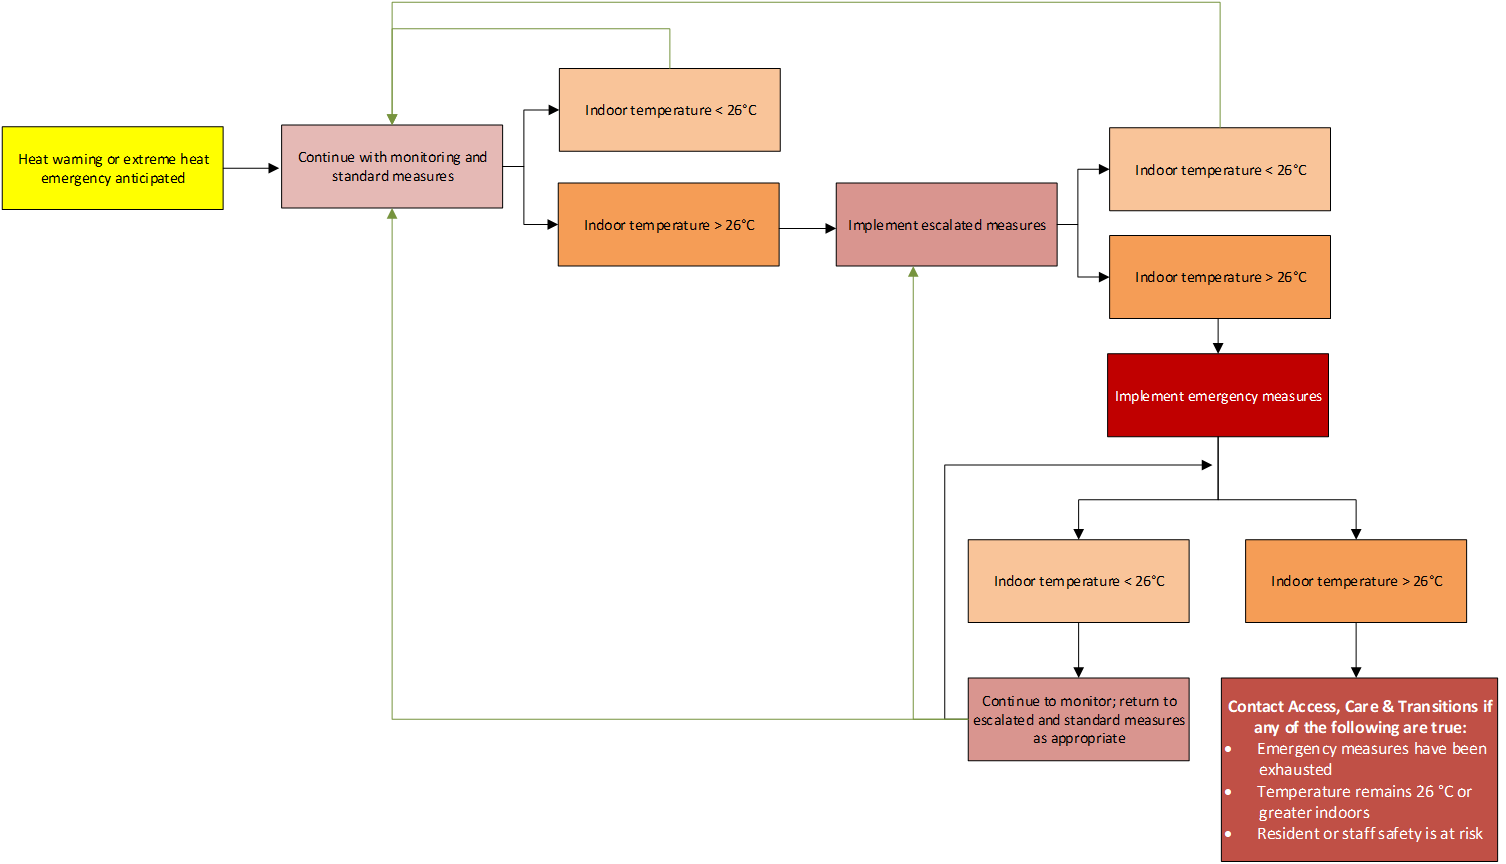 Indoor temperature < 26°C
Heat warning or extreme heat
emergency anticipated
Continue with monitoring and
standard measures
Indoor temperature < 26°C
Indoor temperature > 26°C
Implement escalated measures
Indoor temperature > 26°C
Implement emergency measures
Indoor temperature < 26°C
Indoor temperature > 26°C
Continue to monitor; return to
escalated and standard measures
as appropriate
Contact Access, Care & Transitions if
any of the following are true:
• Emergency measures have been
exhausted
• Temperature remains 26 °C or
greater indoors
• Resident or staff safety is at risk